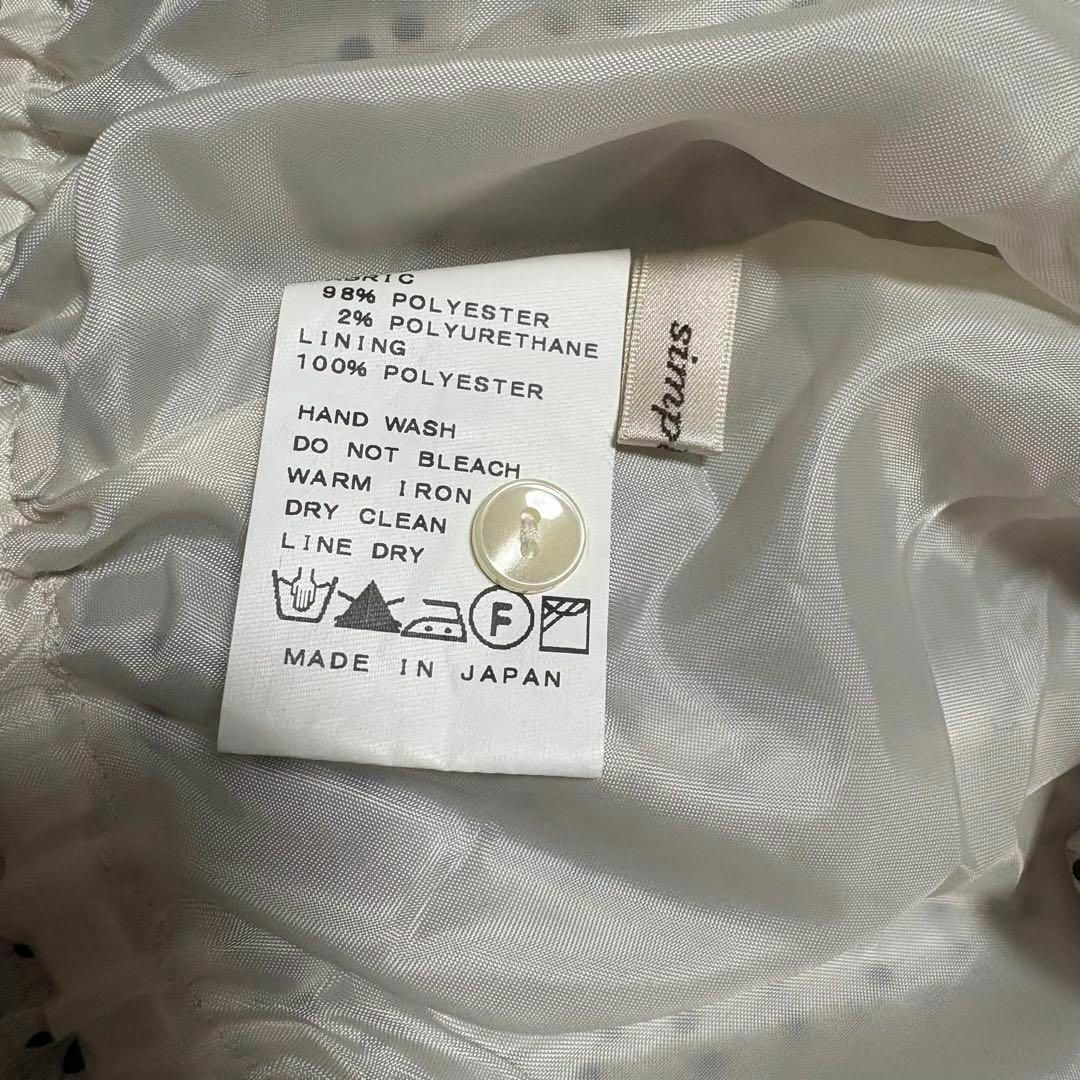 98% POLYESTER
2% POLYURETHANE
LINING
100% POLYESTER
HAND WASH
DO NOT BLEACH
WARM IRON
DRY CLEAN
LINE DRY
F
MADE IN JAPAN